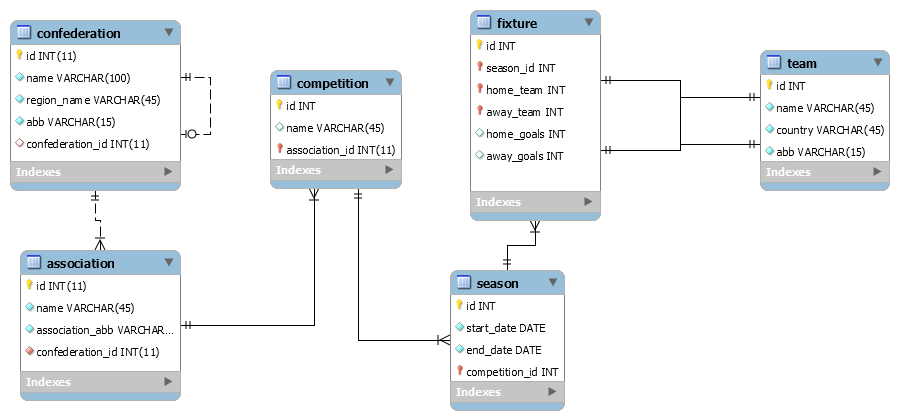 confederation
id INT(11)
name VARCHAR(100)
region_name VARCHAR(45)
abb VARCHAR(15)
confederation_id INT(11)
Indexes
association
id INT(11)
name VARCHAR(45)
association_abb VARCHAR...
confederation_id INT(11)
Indexes
competition
id INT
name VARCHAR(45)
association_id INT(11)
Indexes
fixture
id INT
season_id INT
home_team INT
away_team INT
home_goals INT
away_goals INT
Indexes
season
id INT
start_date DATE
end_date DATE
competition_id INT
Indexes
team
id INT
name VARCHAR(45)
country VARCHAR(45)
abb VARCHAR(15)
Indexes